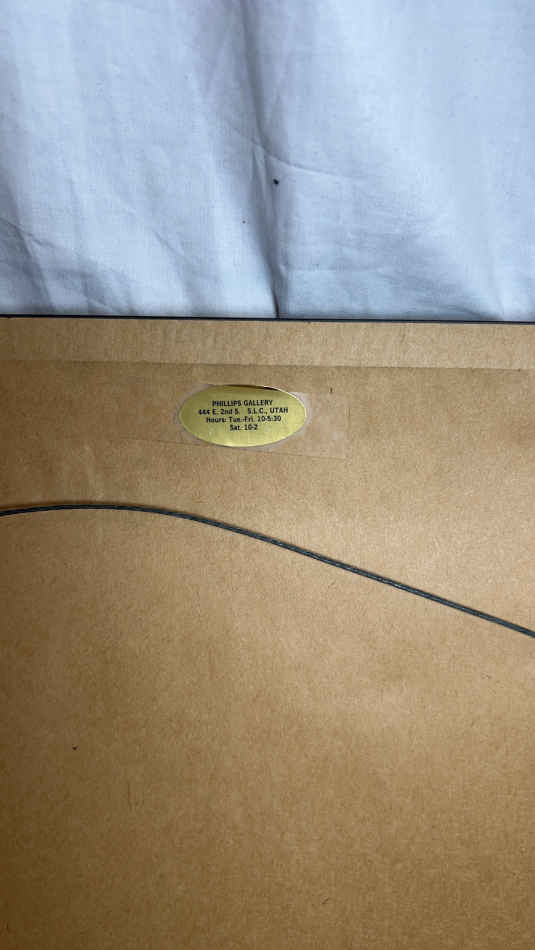 PHILLIPS GALLERY
444 E. 2nd S. S.L.C., UTAH
Hours: Tue.-Fri. 10-5:30
Sat. 10-2